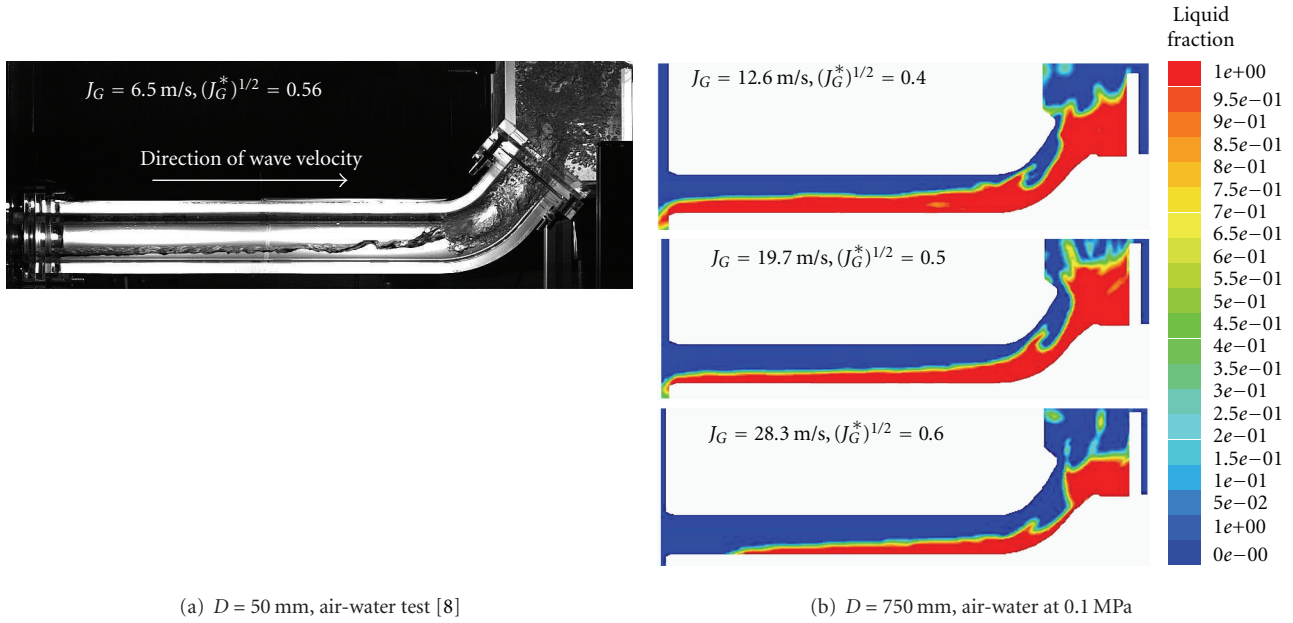 J_G = 6.5 m/s, (J_G^*)^{1/2} = 0.56
Direction of wave velocity
J_G = 12.6 m/s, (J_G^*)^{1/2} = 0.4
J_G = 19.7 m/s, (J_G^*)^{1/2} = 0.5
J_G = 28.3 m/s, (J_G^*)^{1/2} = 0.6
Liquid
fraction
1e+00
9.5e−01
9e−01
8.5e−01
8e−01
7.5e−01
7e−01
6.5e−01
6e−01
5.5e−01
5e−01
4.5e−01
4e−01
3.5e−01
3e−01
2.5e−01
2e−01
1.5e−01
1e−01
5e−02
1e+00
0e−00
(a) D = 50 mm, air-water test [8]
(b) D = 750 mm, air-water at 0.1 MPa